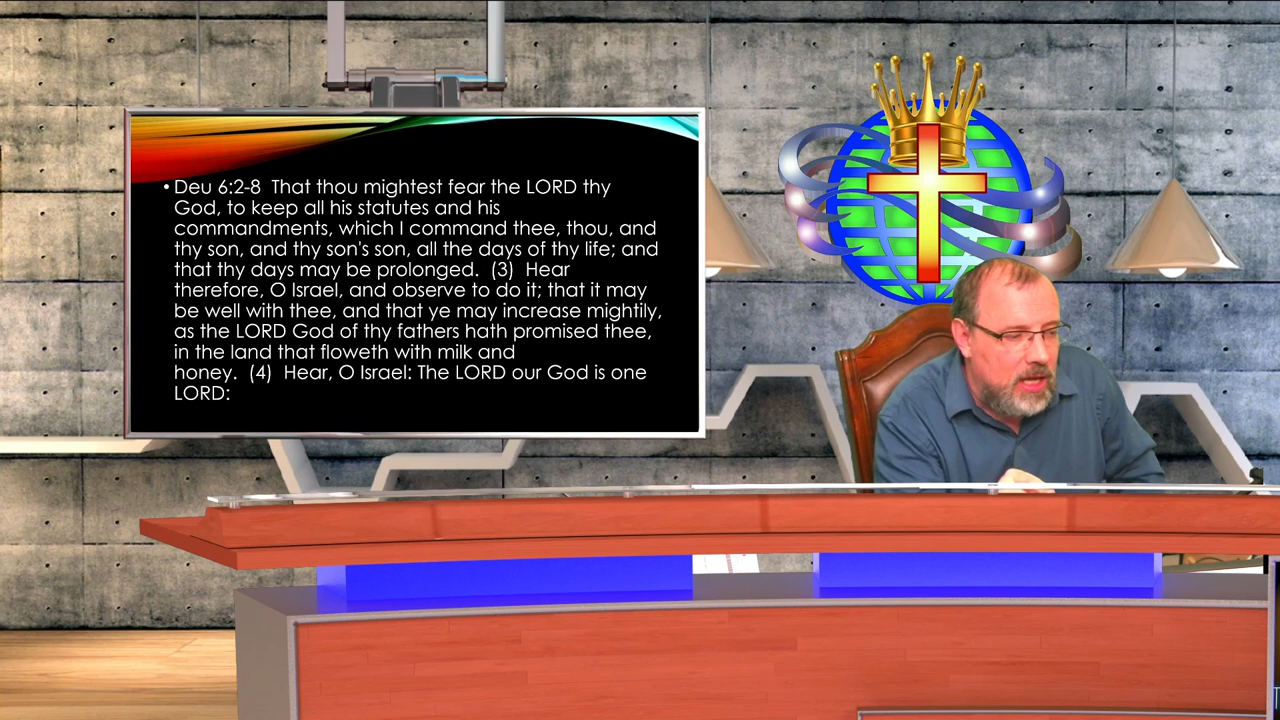 • Deu 6:2-8  That thou mightest fear the LORD thy
God, to keep all his statutes and his
commandments, which I command thee, thou, and
thy son, and thy son's son, all the days of thy life; and
that thy days may be prolonged.  (3)  Hear
therefore, O Israel, and observe to do it; that it may
be well with thee, and that ye may increase mightily,
as the LORD God of thy fathers hath promised thee,
in the land that floweth with milk and
honey.  (4)  Hear, O Israel: The LORD our God is one
LORD: